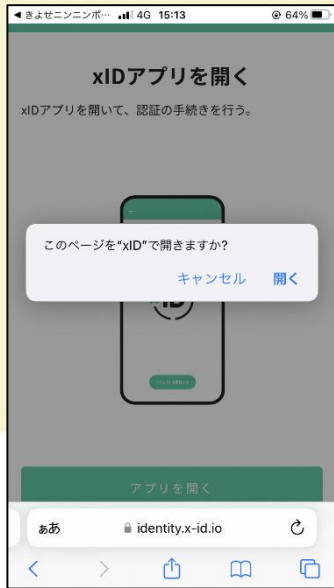 ◀ きよせニンニンポ… 4G 15:13 64%
xIDアプリを開く
xIDアプリを開いて、認証の手続きを行う。
このページを“xID”で開きますか?
キャンセル 開く
iD
アプリを開く
ぁあ identity.x-id.io